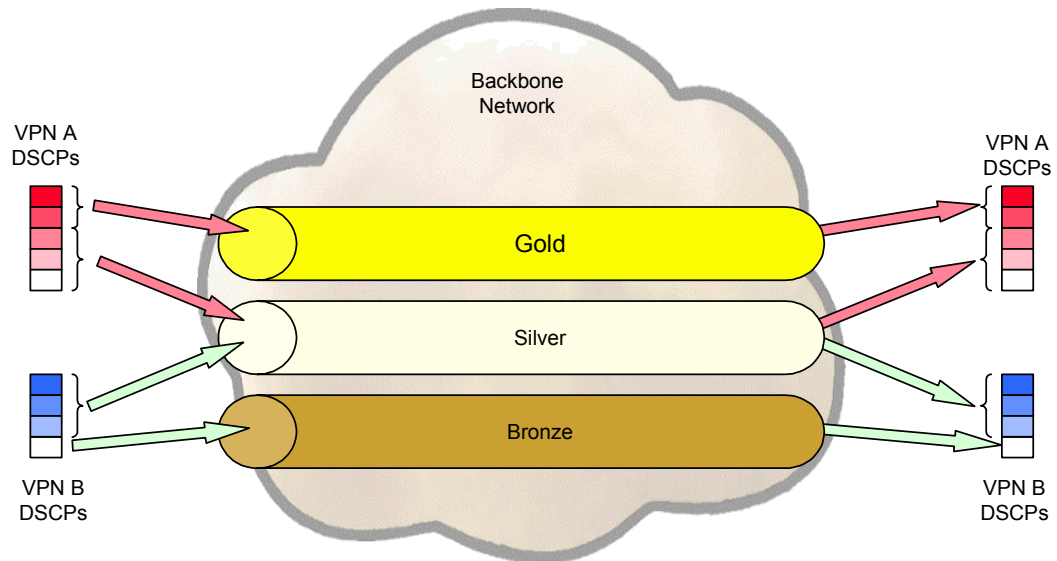 Backbone
Network
VPN A
DSCPs
VPN A
DSCPs
Gold
Silver
Bronze
VPN B
DSCPs
VPN B
DSCPs